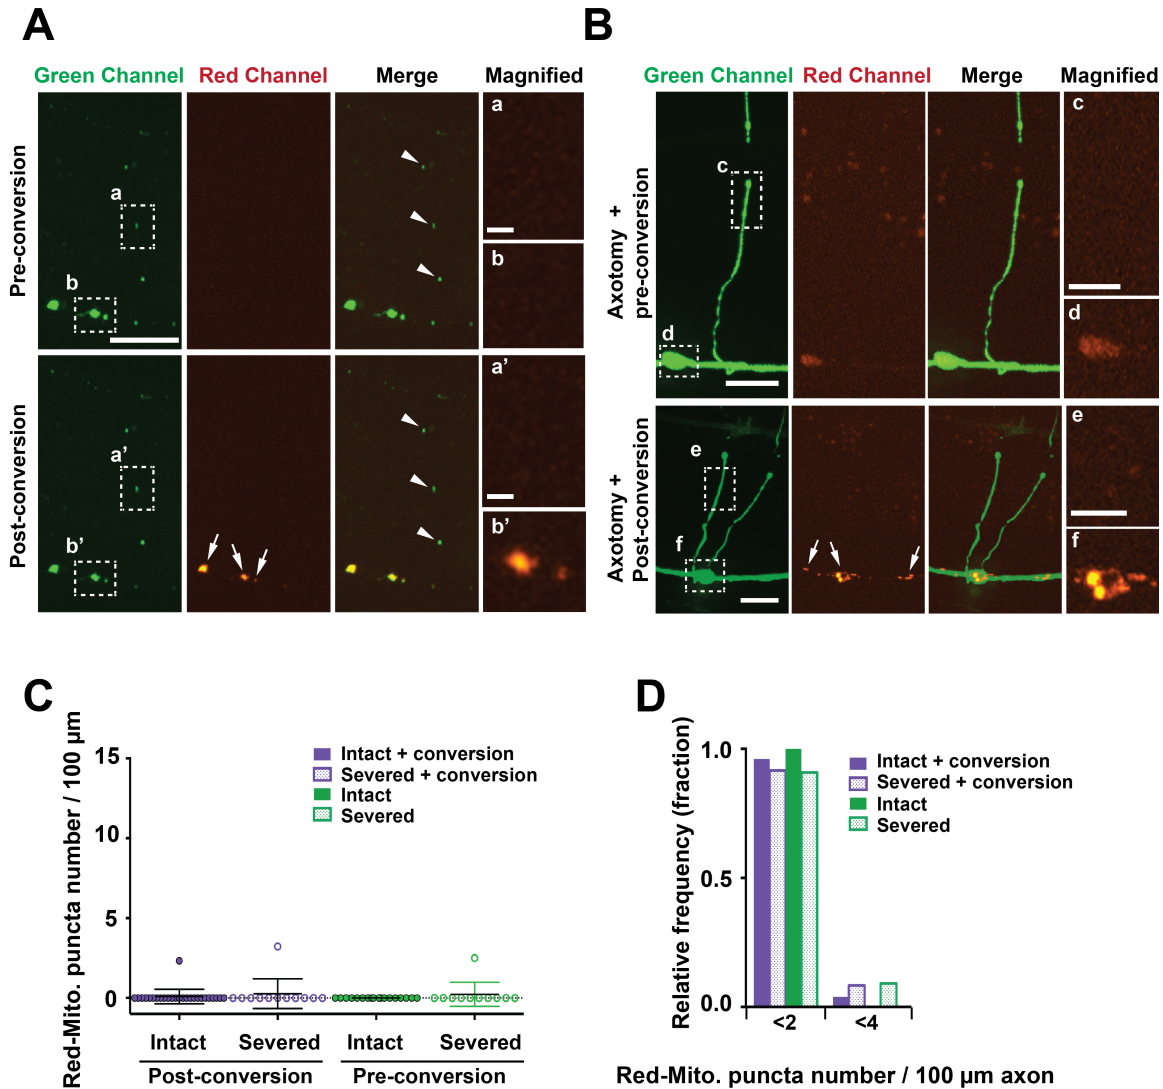 A
B
Green Channel Red Channel Merge Magnified
Green Channel Red Channel Merge Magnified
Pre-conversion
a
b
a
b
Post-conversion
a’
b’
a’
b’
Axotomy +
pre-conversion
c
d
c
d
Axotomy +
Post-conversion
e
f
e
f
C
Red-Mito. puncta number / 100 µm
15
10
5
0
Intact + conversion
Severed + conversion
Intact
Severed
Intact Severed Intact Severed
Post-conversion Pre-conversion
D
Relative frequency (fraction)
1.0
0.5
0.0
Intact + conversion
Severed + conversion
Intact
Severed
<2 <4
Red-Mito. puncta number / 100 µm axon